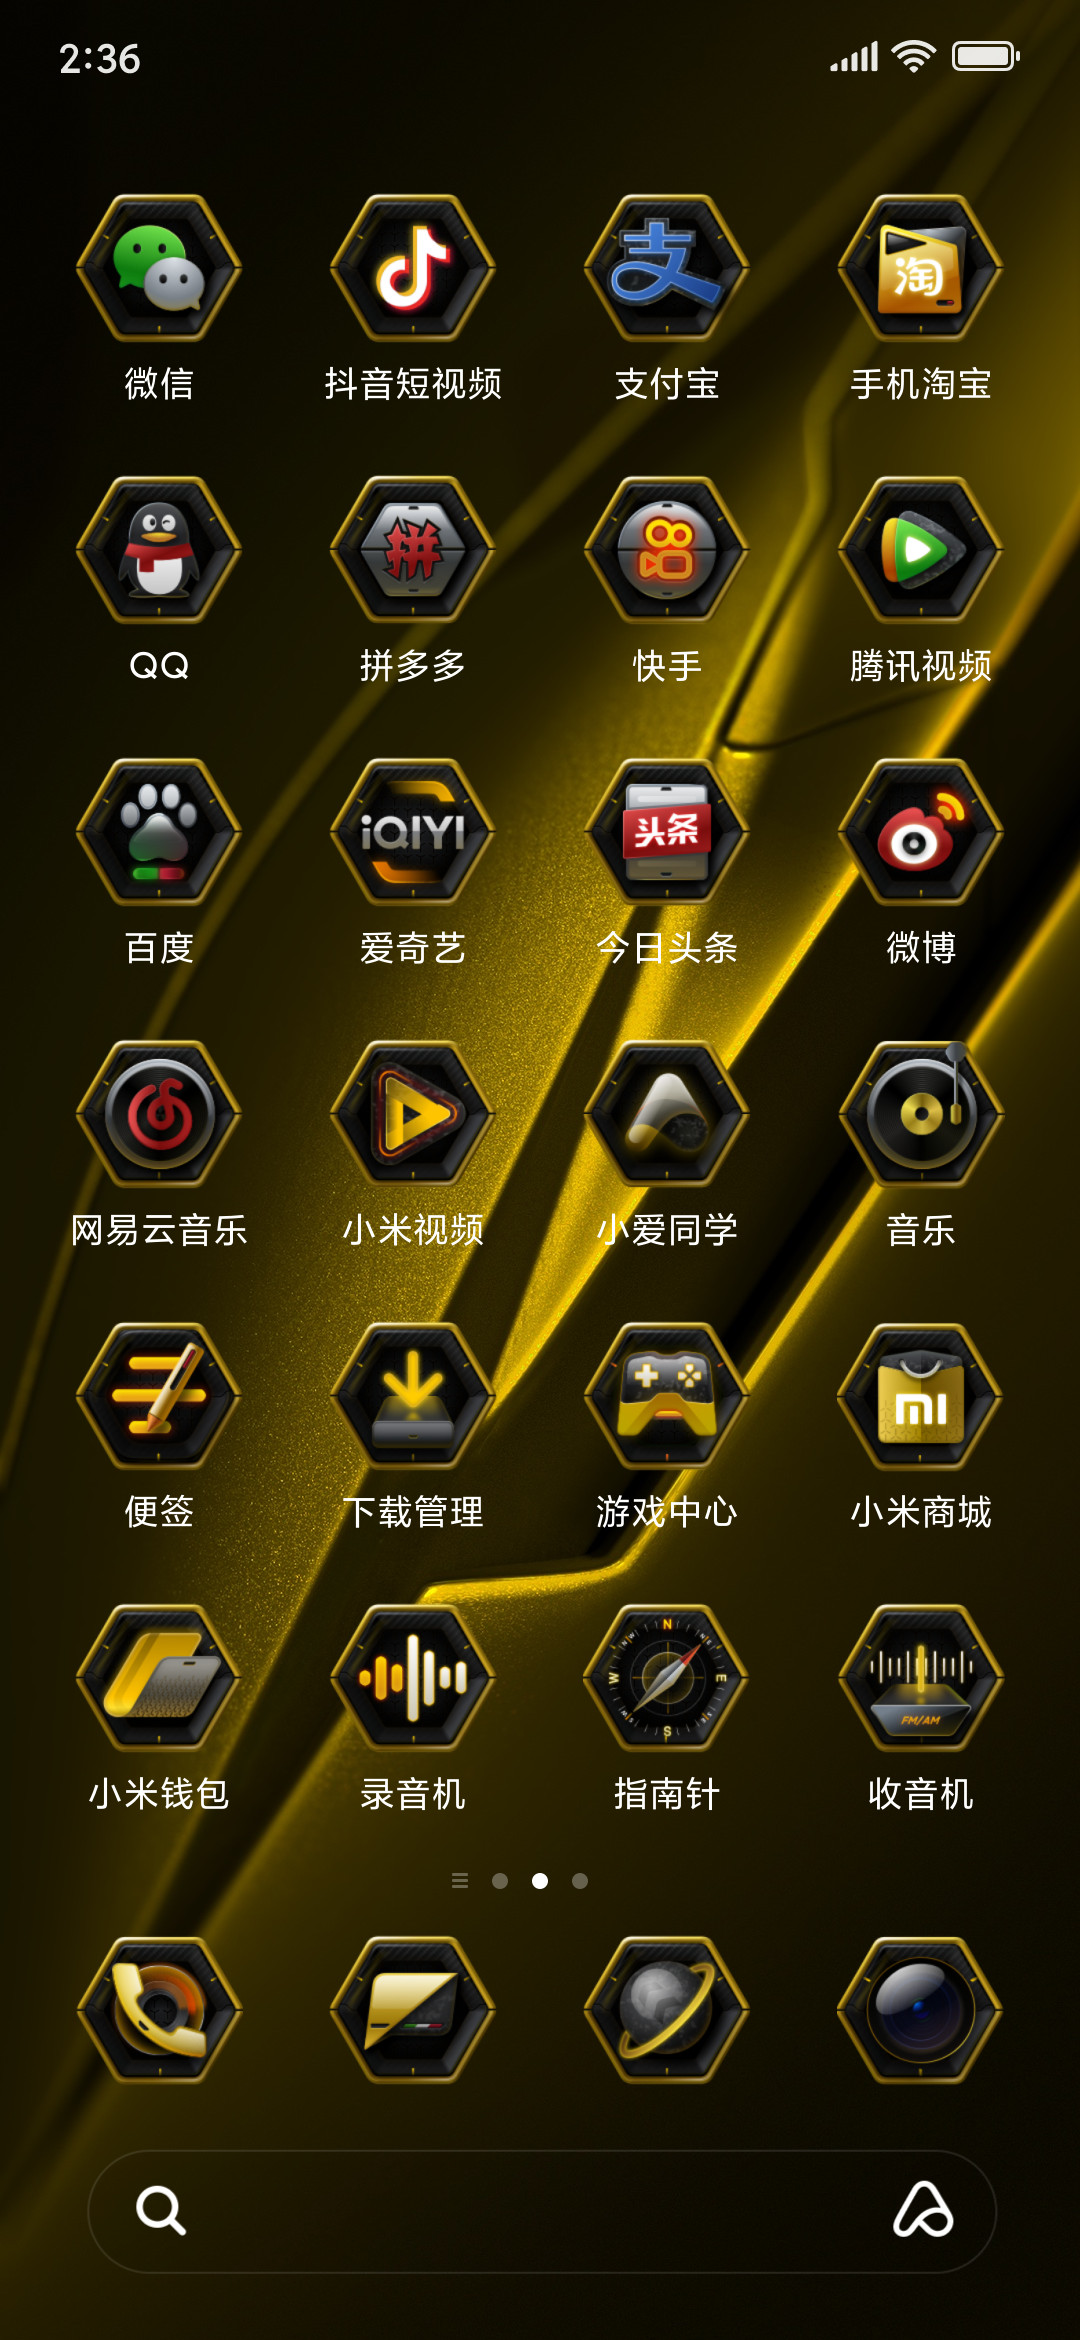 2:36
支
淘
微信 抖音短视频 支付宝 手机淘宝
拼
QQ 拼多多 快手 腾讯视频
iQIYI
头条
百度 爱奇艺 今日头条 微博
网易云音乐 小米视频 小爱同学 音乐
mi
便签 下载管理 游戏中心 小米商城
N
W E
S
FM/AM
小米钱包 录音机 指南针 收音机